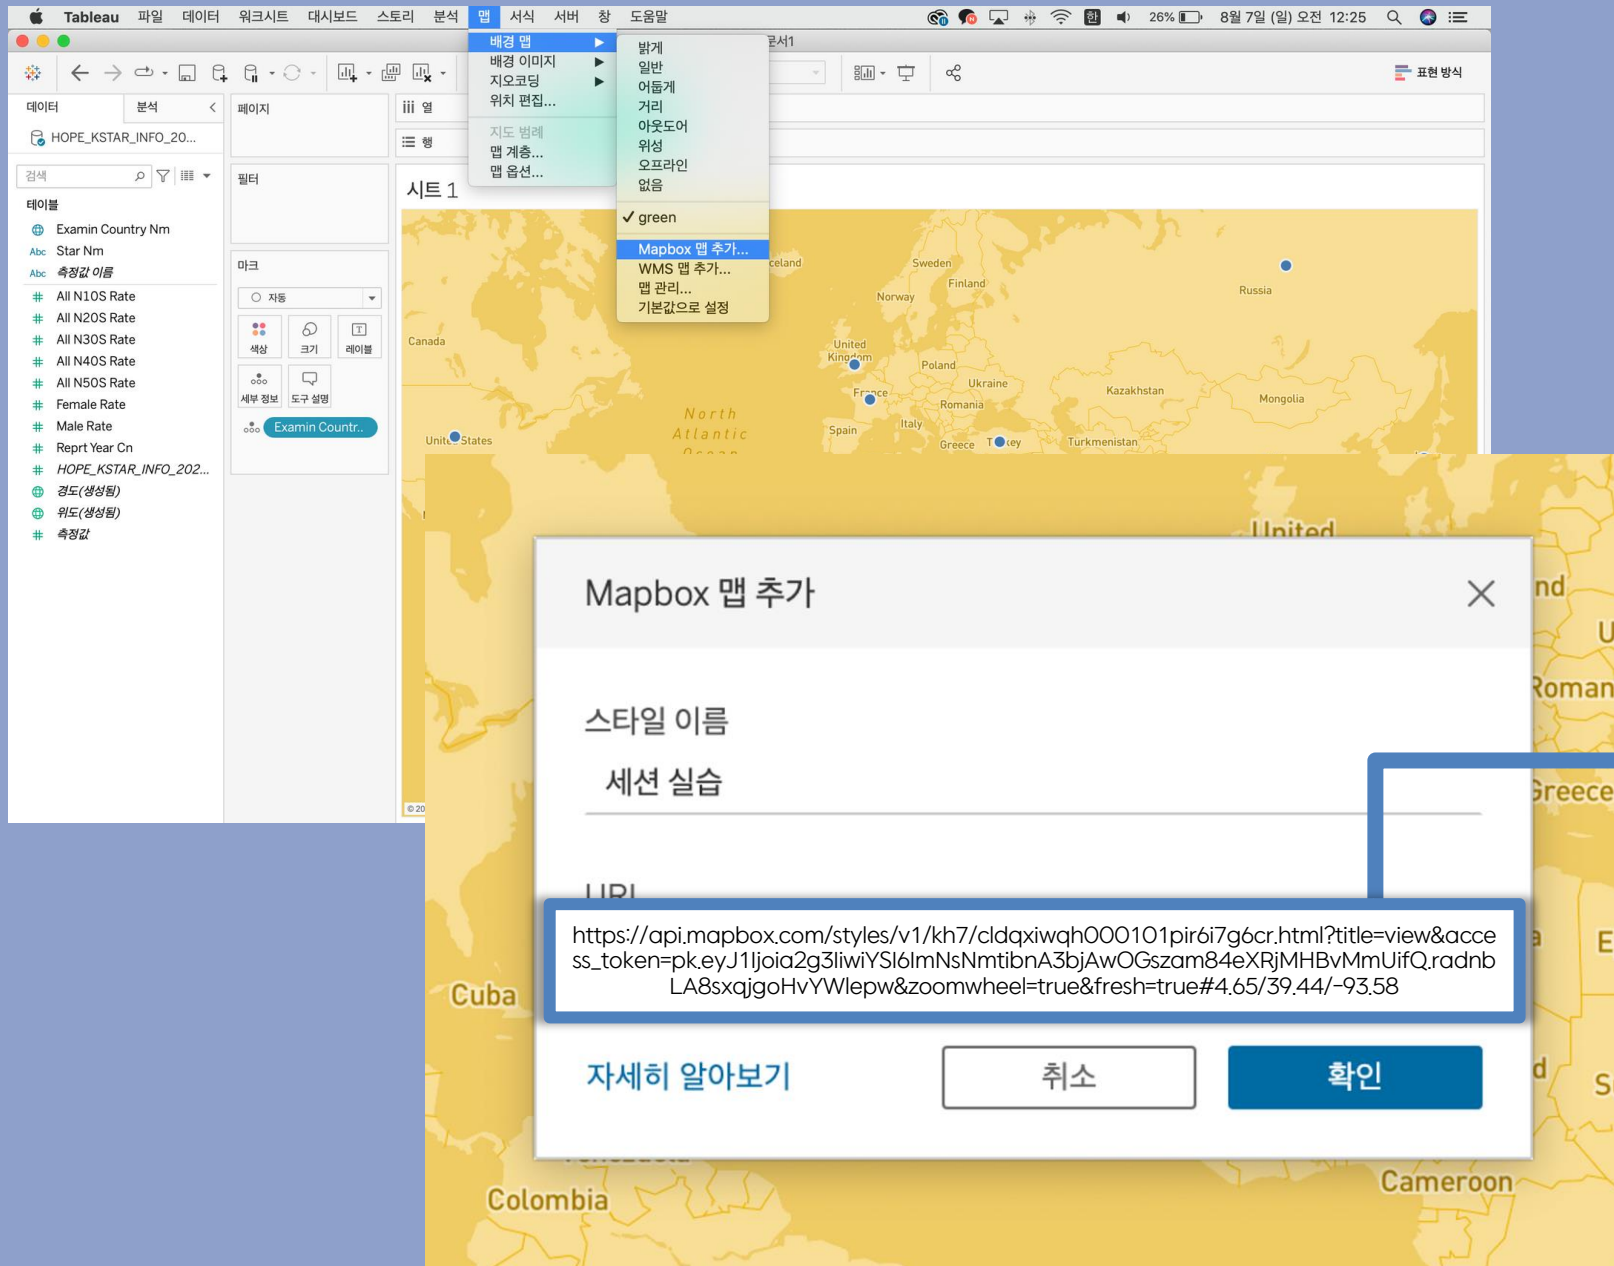 Tableau 파일 데이터 워크시트 대시보드 스토리 분석 맵 서식 서버 창 도움말 26% 8월 7일 (일) 오전 12:25
문서1
표현 방식
데이터 분석
HOPE_KSTAR_INFO_20...
검색
테이블
Examin Country Nm
Abc Star Nm
Abc 측정값 이름
# All N10S Rate
# All N20S Rate
# All N30S Rate
# All N40S Rate
# All N50S Rate
# Female Rate
# Male Rate
# Reprt Year Cn
# HOPE_KSTAR_INFO_202...
경도(생성됨)
위도(생성됨)
# 측정값
페이지
필터
마크
자동
색상 크기 레이블
세부 정보 도구 설명
Examin Countr..
iii 열
행
시트 1
배경 맵
배경 이미지
지오코딩
위치 편집...
지도 범례
맵 계층...
맵 옵션...
밝게
일반
어둡게
거리
아웃도어
위성
오프라인
없음
✓ green
Mapbox 맵 추가...
WMS 맵 추가...
맵 관리...
기본값으로 설정
Sweden
Finland
Norway
Russia
Canada
United
Kingdom
Poland
Ukraine
Kazakhstan
Mongolia
France
Romania
North
Atlantic
Spain
Italy
Greece
Turkmenistan
United States
United
Mapbox 맵 추가
스타일 이름
세션 실습
URL
https://api.mapbox.com/styles/v1/kh7/cldqxiwqh000101pir6i7g6cr.html?title=view&acce
ss_token=pk.eyJ1Ijoia2g3IiwiYSI6ImNsNmtibnA3bjAwOGszam84eXRjMHBvMmUifQ.radnb
LA8sxqjgoHvYWlepw&zoomwheel=true&fresh=true#4.65/39.44/-93.58
자세히 알아보기 취소 확인
Greece
Cuba
Colombia
Cameroon